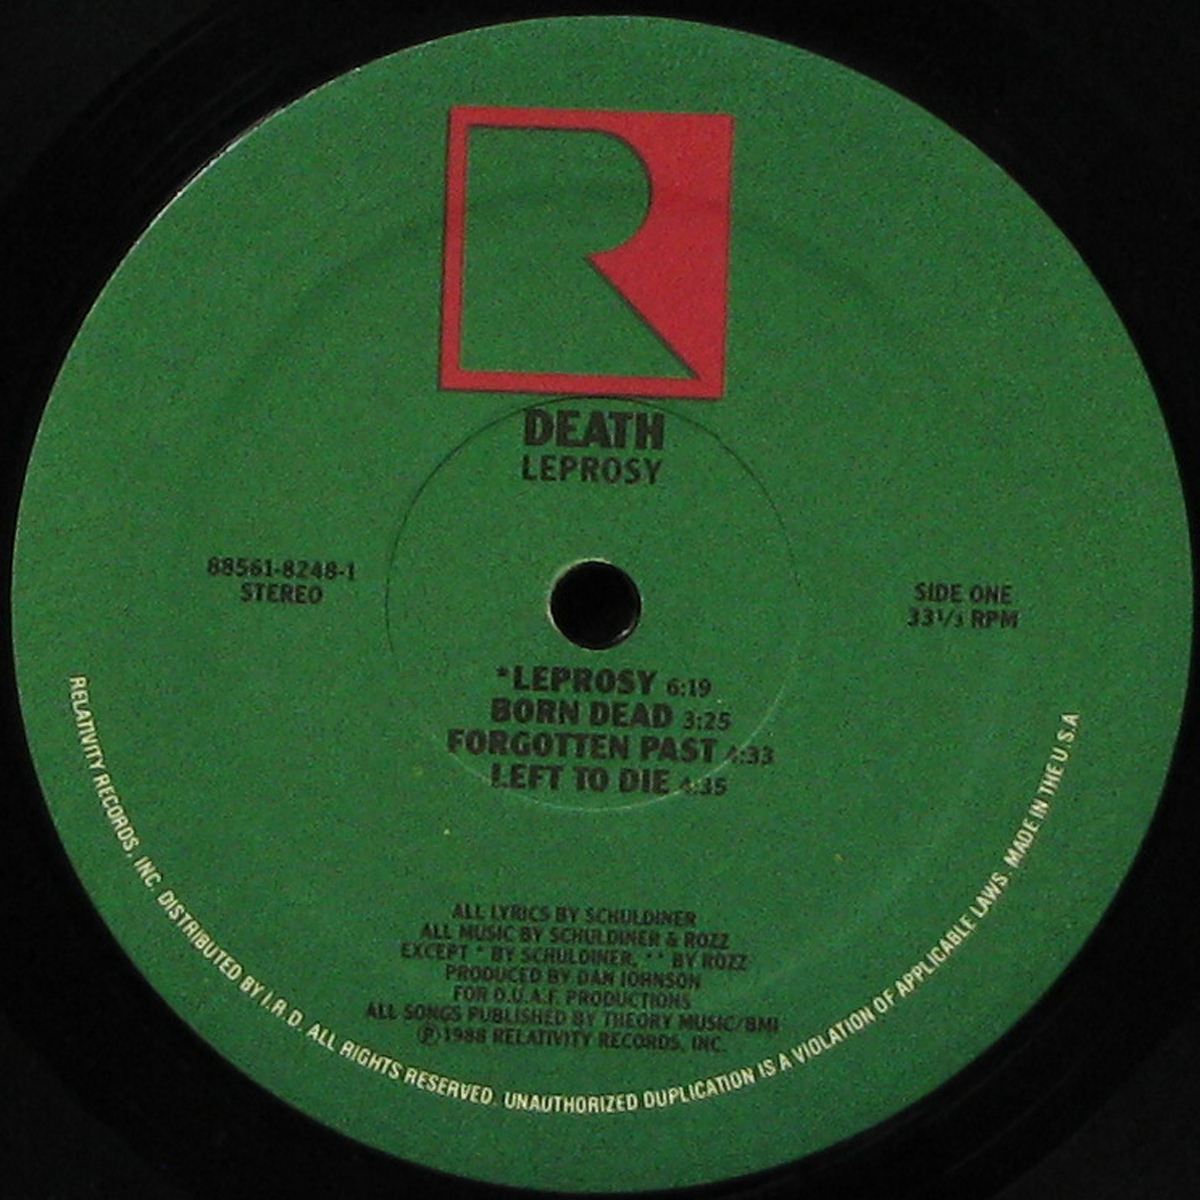 R
DEATH
LEPROSY
88561-8248-1
STEREO
SIDE ONE
33⅓ RPM
*LEPROSY 6:19
BORN DEAD 3:25
FORGOTTEN PAST 4:33
LEFT TO DIE 4:35
ALL LYRICS BY SCHULDINER
ALL MUSIC BY SCHULDINER & ROZZ
EXCEPT * BY SCHULDINER, ** BY ROZZ
PRODUCED BY DAN JOHNSON
FOR D.U.A.F. PRODUCTIONS
ALL SONGS PUBLISHED BY THEORY MUSIC/BMI
℗ 1988 RELATIVITY RECORDS, INC.
RELATIVITY RECORDS, INC. DISTRIBUTED BY I.R.D. ALL RIGHTS RESERVED. UNAUTHORIZED DUPLICATION IS A VIOLATION OF APPLICABLE LAWS. MADE IN THE U.S.A